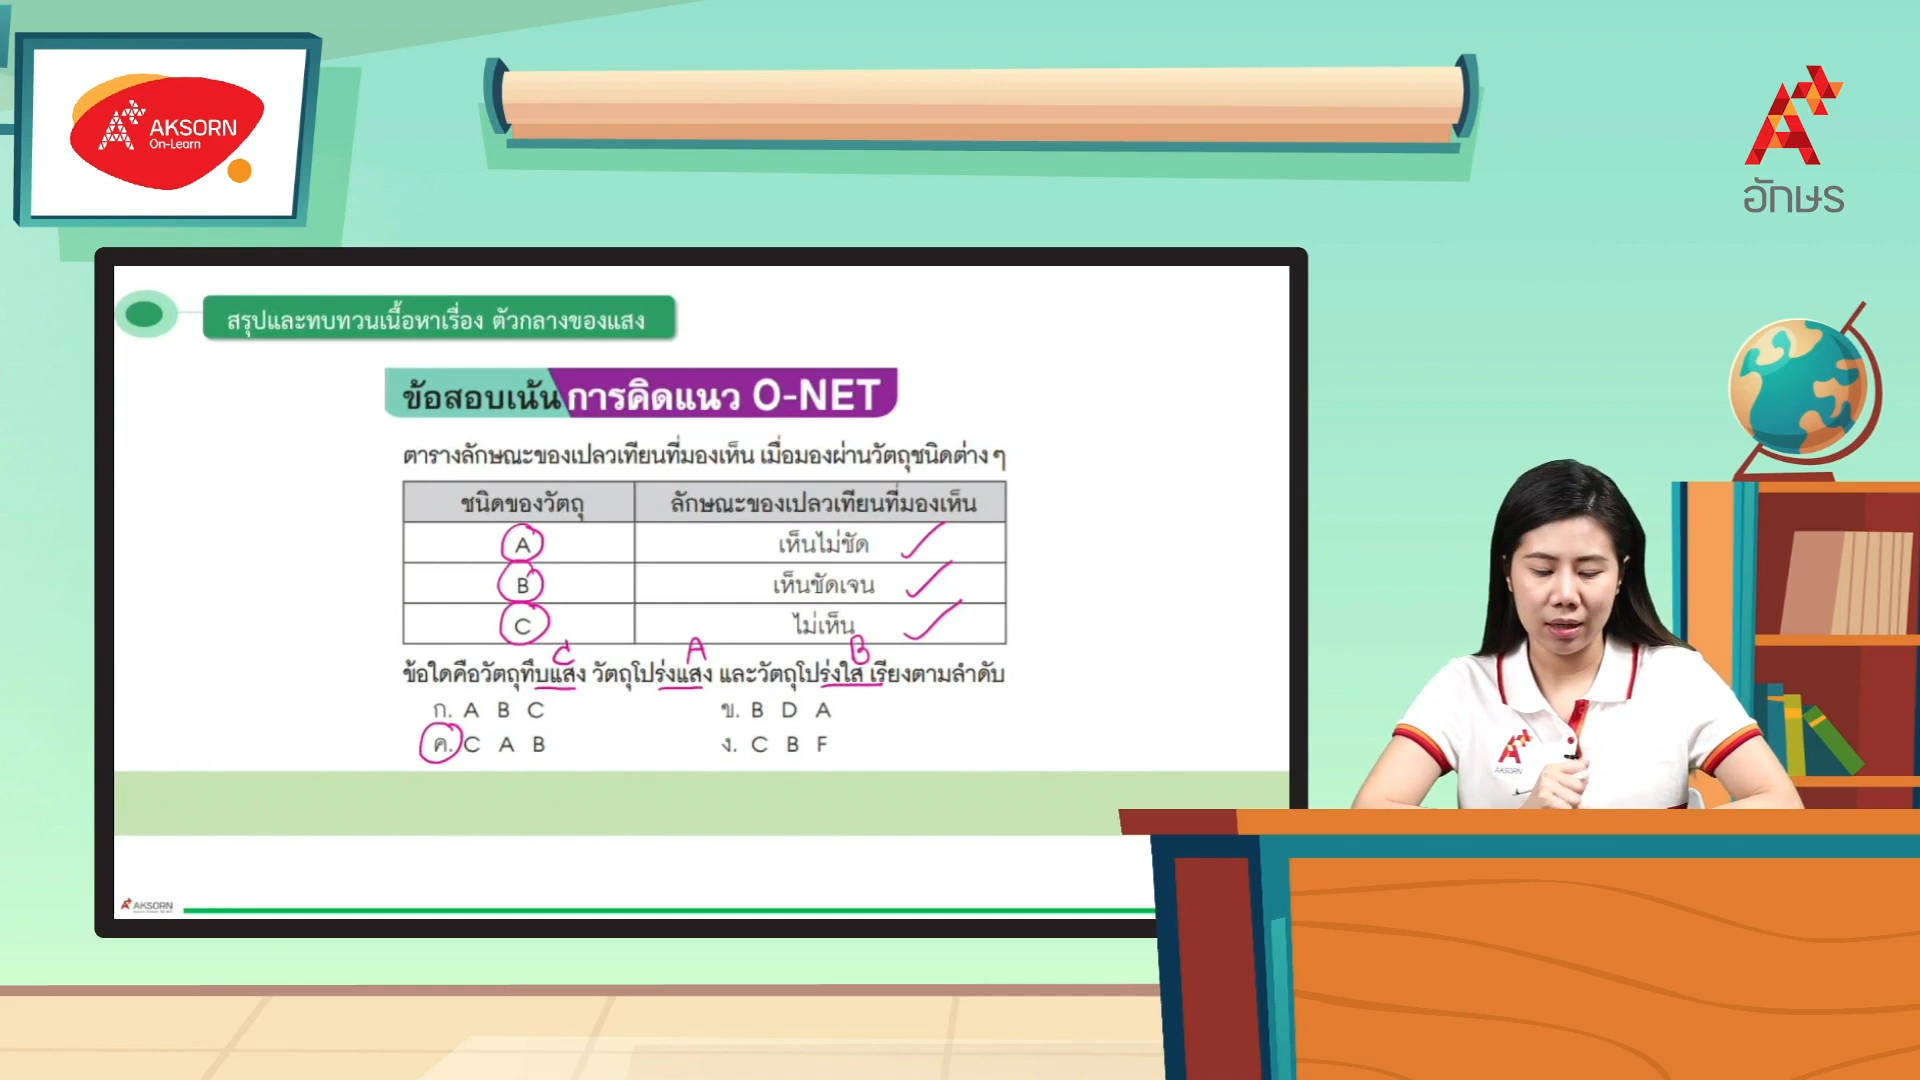 AKSORN
On-Learn
อักษร
สรุปและทบทวนเนื้อหาเรื่อง ตัวกลางของแสง
ข้อสอบเน้นการคิดแนว O-NET
ตารางลักษณะของเปลวเทียนที่มองเห็น เมื่อมองผ่านวัตถุชนิดต่าง ๆ
ชนิดของวัตถุ ลักษณะของเปลวเทียนที่มองเห็น
A เห็นไม่ชัด
B เห็นชัดเจน
C ไม่เห็น
C A B
ข้อใดคือวัตถุทึบแสง วัตถุโปร่งแสง และวัตถุโปร่งใส เรียงตามลำดับ
ก. A B C ข. B D A
ค. C A B ง. C B F
AKSORN
AKSORN